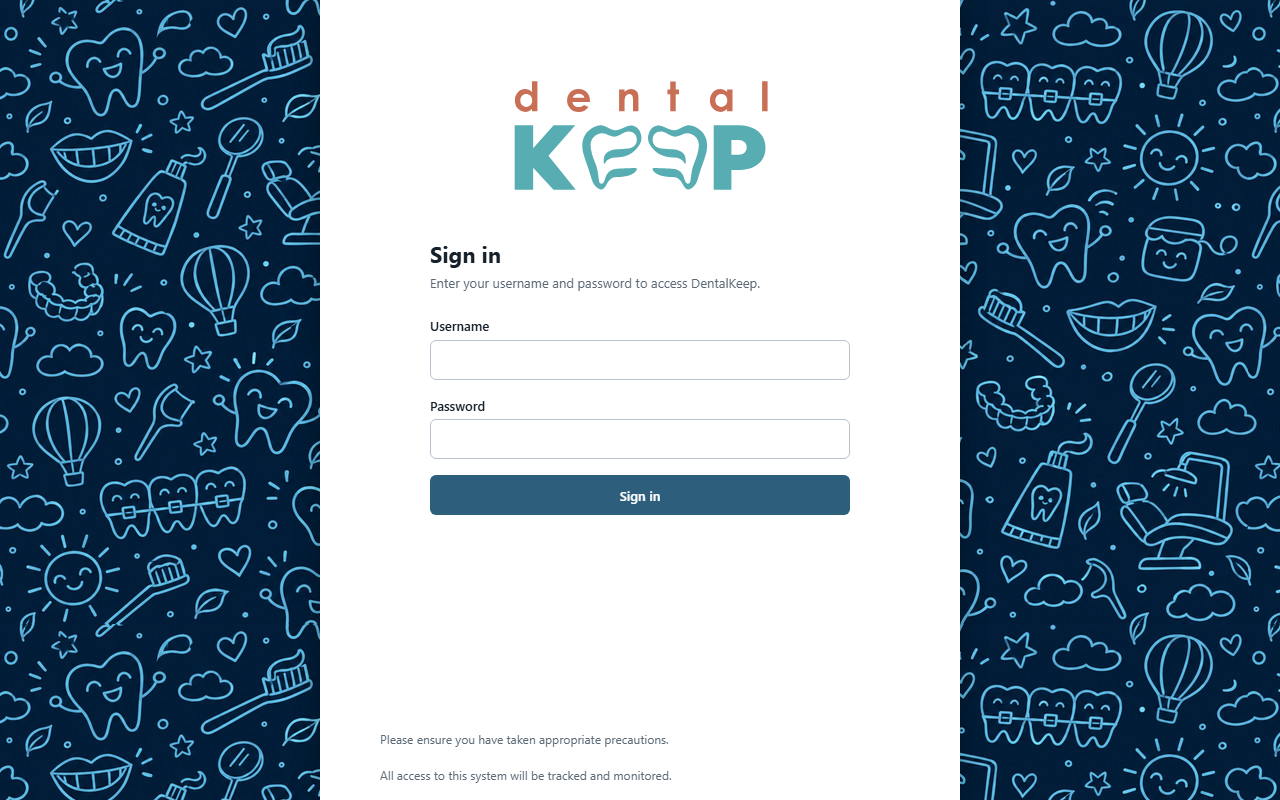 dental
KEEP
Sign in
Enter your username and password to access DentalKeep.
Username
Password
Sign in
Please ensure you have taken appropriate precautions.
All access to this system will be tracked and monitored.